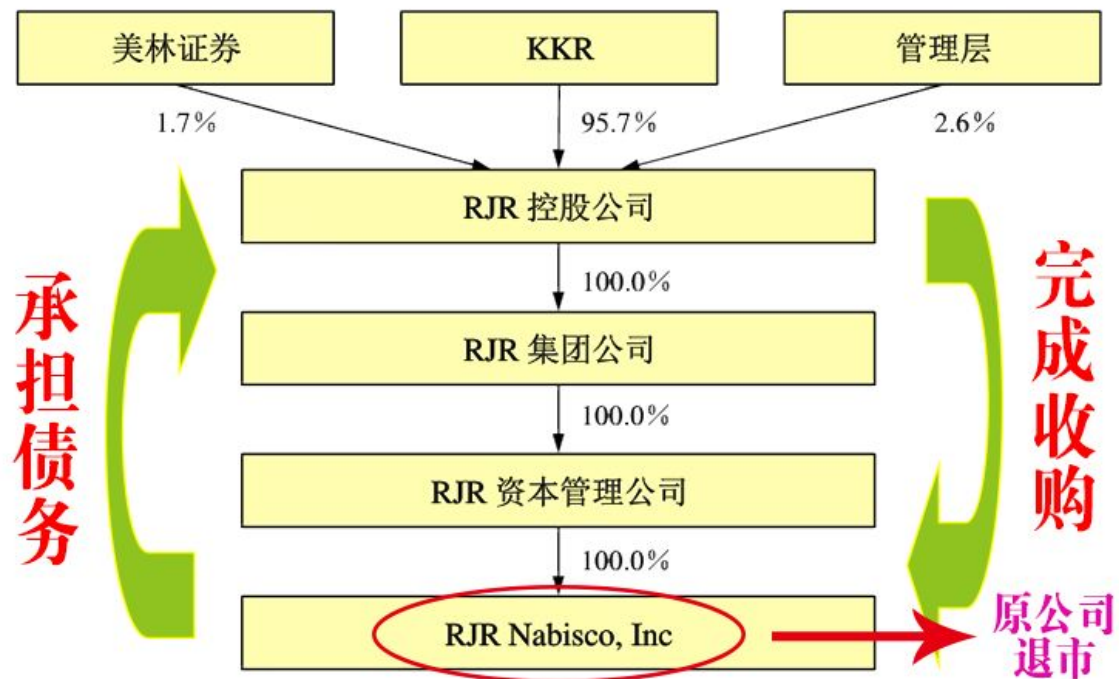 美林证券
KKR
管理层
1.7%
95.7%
2.6%
RJR 控股公司
100.0%
RJR 集团公司
100.0%
RJR 资本管理公司
100.0%
RJR Nabisco, Inc
承担债务
完成收购
原公司
退市